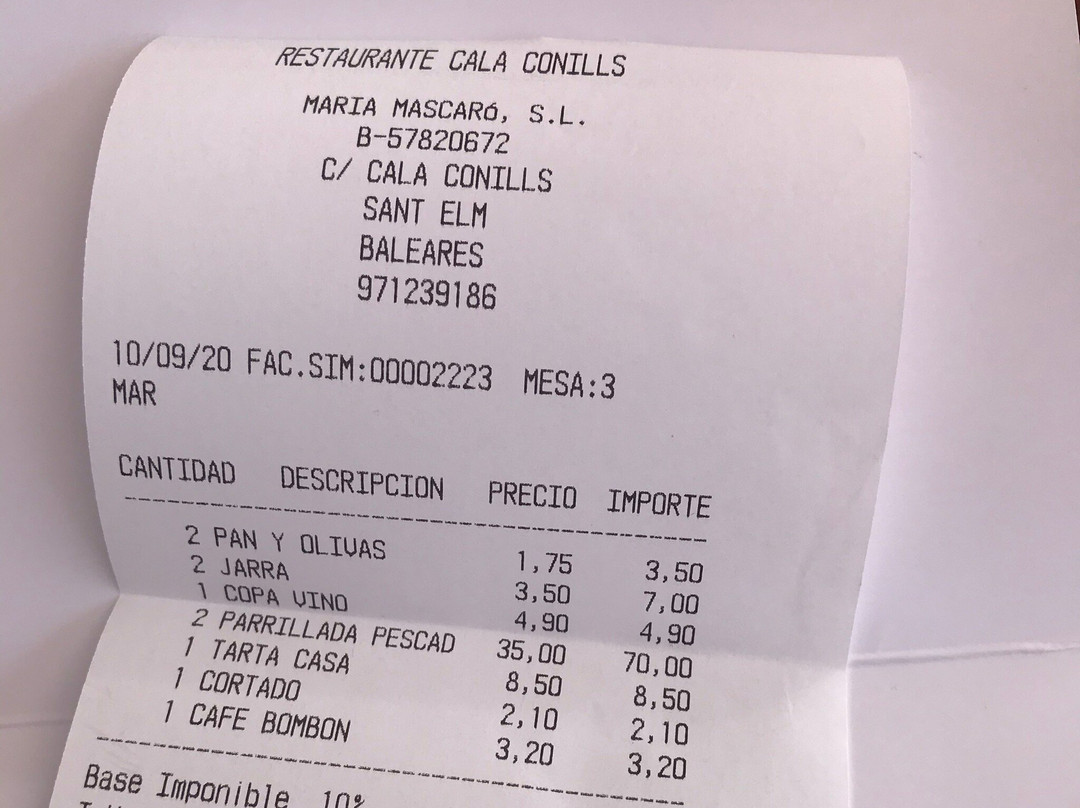 RESTAURANTE CALA CONILLS
MARIA MASCARó, S.L.
B-57820672
C/ CALA CONILLS
SANT ELM
BALEARES
971239186
10/09/20 FAC.SIM:00002223 MESA:3
MAR
CANTIDAD DESCRIPCION PRECIO IMPORTE
2 PAN Y OLIVAS 1,75 3,50
2 JARRA 3,50 7,00
1 COPA VINO 4,90 4,90
2 PARRILLADA PESCAD 35,00 70,00
1 TARTA CASA 8,50 8,50
1 CORTADO 2,10 2,10
1 CAFE BOMBON 3,20 3,20
Base Imponible 10%